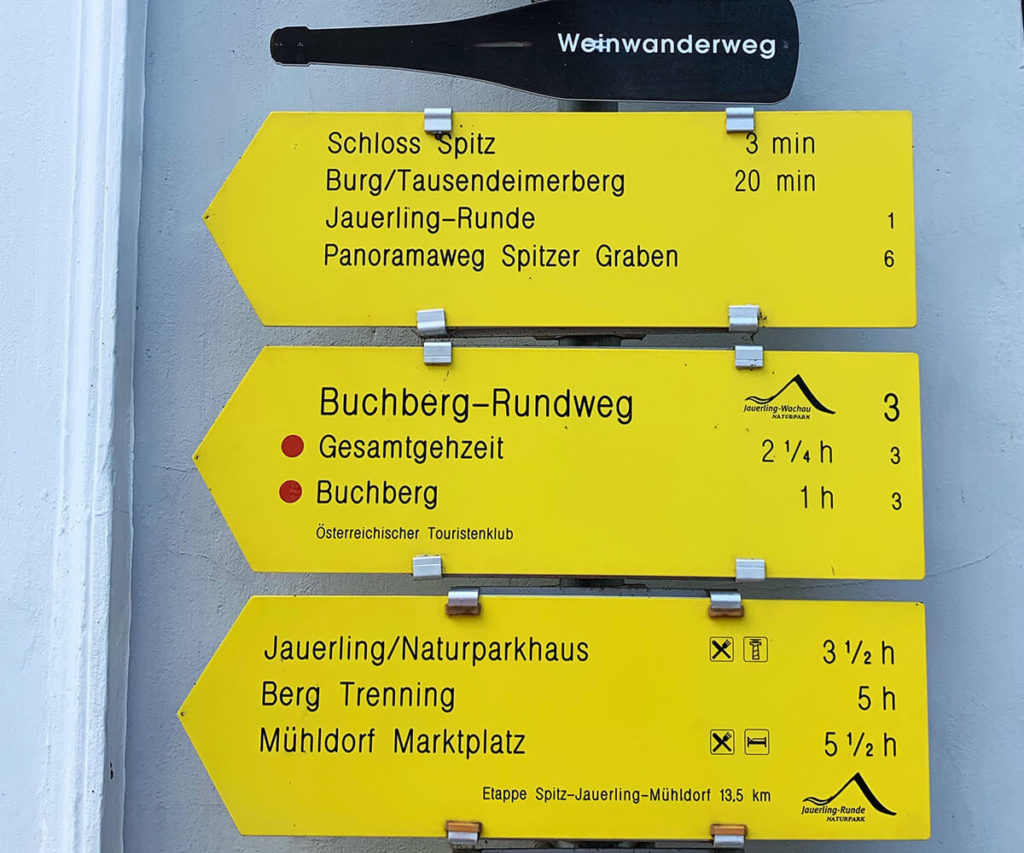 Weinwanderweg
Schloss Spitz 3 min
Burg/Tausendeimerberg 20 min
Jauerling-Runde 1
Panoramaweg Spitzer Graben 6
Buchberg-Rundweg Jauerling-Wachau NATURPARK 3
Gesamtgehzeit 2 1/4 h 3
Buchberg 1 h 3
Österreichischer Touristenklub
Jauerling/Naturparkhaus 3 1/2 h
Berg Trenning 5 h
Mühldorf Marktplatz 5 1/2 h
Etappe Spitz-Jauerling-Mühldorf 13,5 km
Jauerling-Runde
NATURPARK